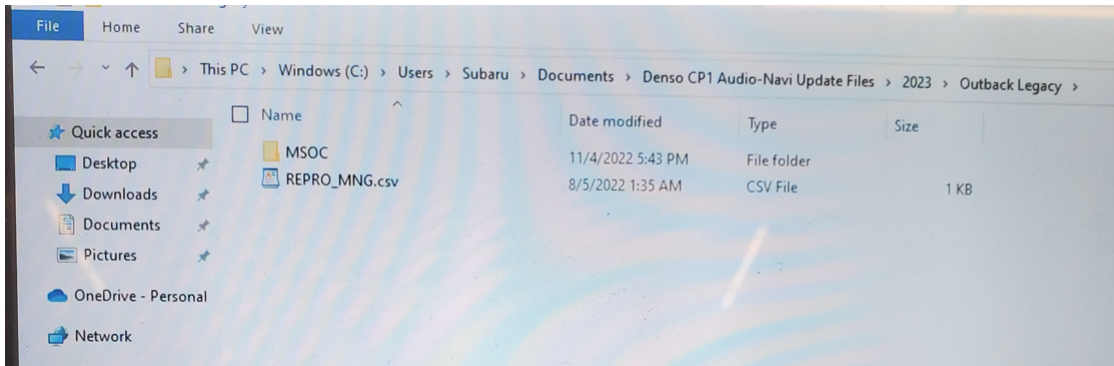 File Home Share View
This PC > Windows (C:) > Users > Subaru > Documents > Denso CP1 Audio-Navi Update Files > 2023 > Outback Legacy >
Name Date modified Type Size
Quick access
Desktop
Downloads
Documents
Pictures
OneDrive - Personal
Network
MSOC 11/4/2022 5:43 PM File folder
REPRO_MNG.csv 8/5/2022 1:35 AM CSV File 1 KB